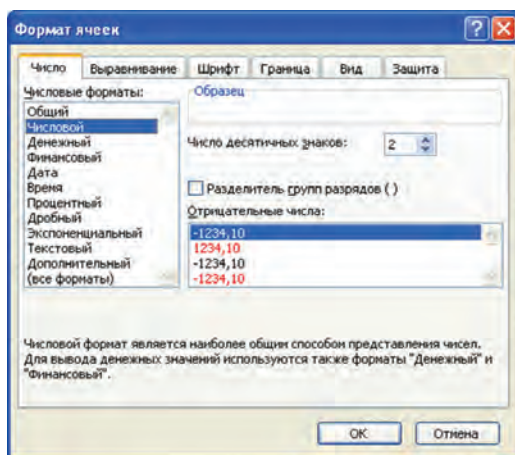 Формат ячеек
Число Выравнивание Шрифт Граница Вид Защита
Числовые форматы:
Общий
Числовой
Денежный
Финансовый
Дата
Время
Процентный
Дробный
Экспоненциальный
Текстовый
Дополнительный
(все форматы)
Образец
Число десятичных знаков: 2
Разделитель групп разрядов ( )
Отрицательные числа:
-1234,10
1234,10
-1234,10
-1234,10
Числовой формат является наиболее общим способом представления чисел.
Для вывода денежных значений используются также форматы "Денежный" и
"Финансовый".
ОК Отмена